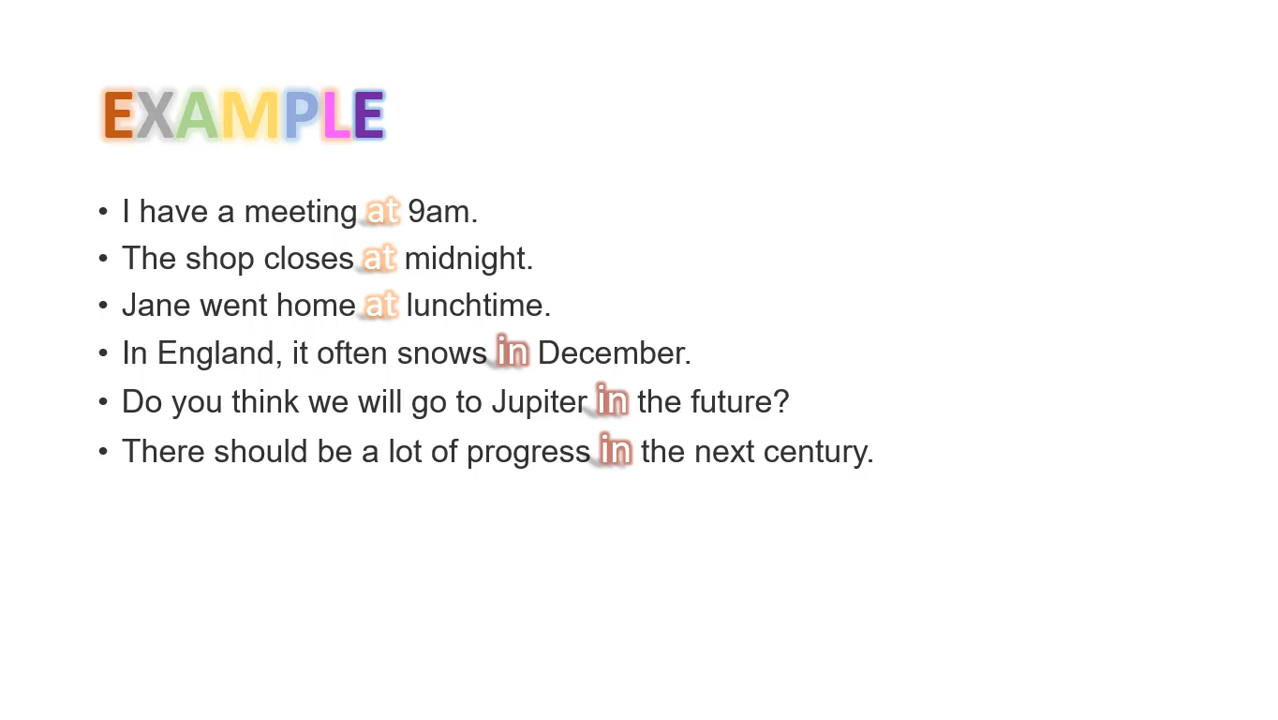 EXAMPLE
• I have a meeting at 9am.
• The shop closes at midnight.
• Jane went home at lunchtime.
• In England, it often snows in December.
• Do you think we will go to Jupiter in the future?
• There should be a lot of progress in the next century.